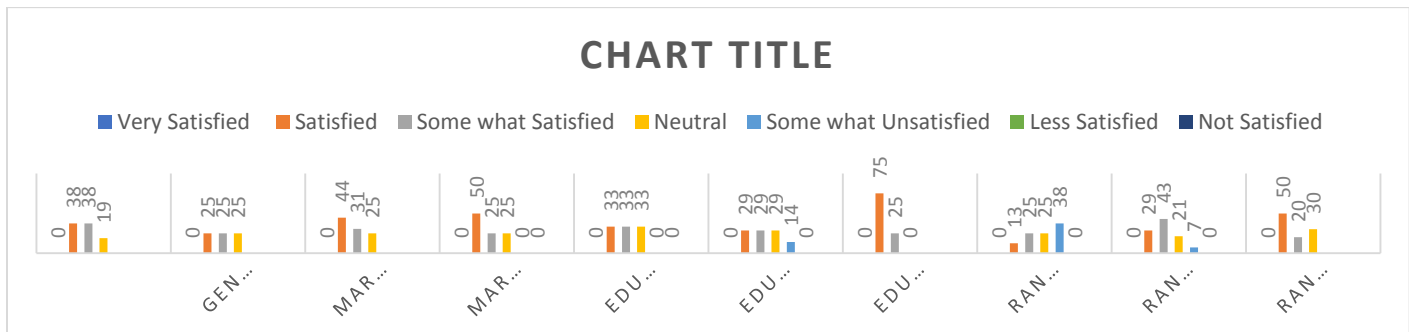 CHART TITLE
Very Satisfied Satisfied Some what Satisfied Neutral Some what Unsatisfied Less Satisfied Not Satisfied
0 38 38 19
0 25 25 25
0 44 31 25
0 50 25 25 0 0
0 33 33 33 0 0
0 29 29 29 14 0
0 75 25 0
0 13 25 25 38 0
0 29 43 21 7 0
0 50 20 30
GEN... MAR... MAR... EDU... EDU... EDU... RAN... RAN... RAN...